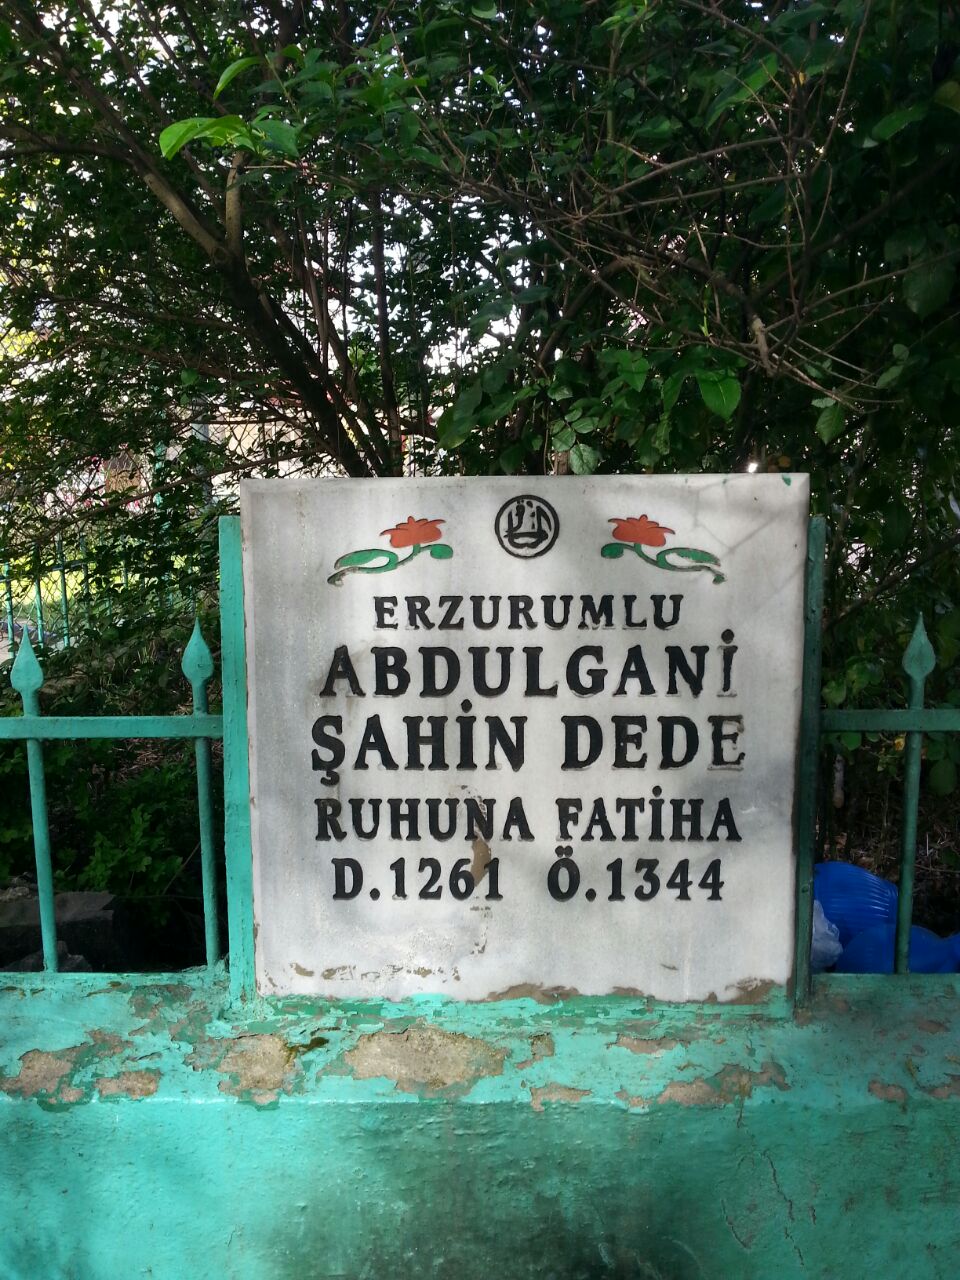 ERZURUMLU
ABDULGANİ
ŞAHİN DEDE
RUHUNA FATİHA
D.1261 Ö.1344